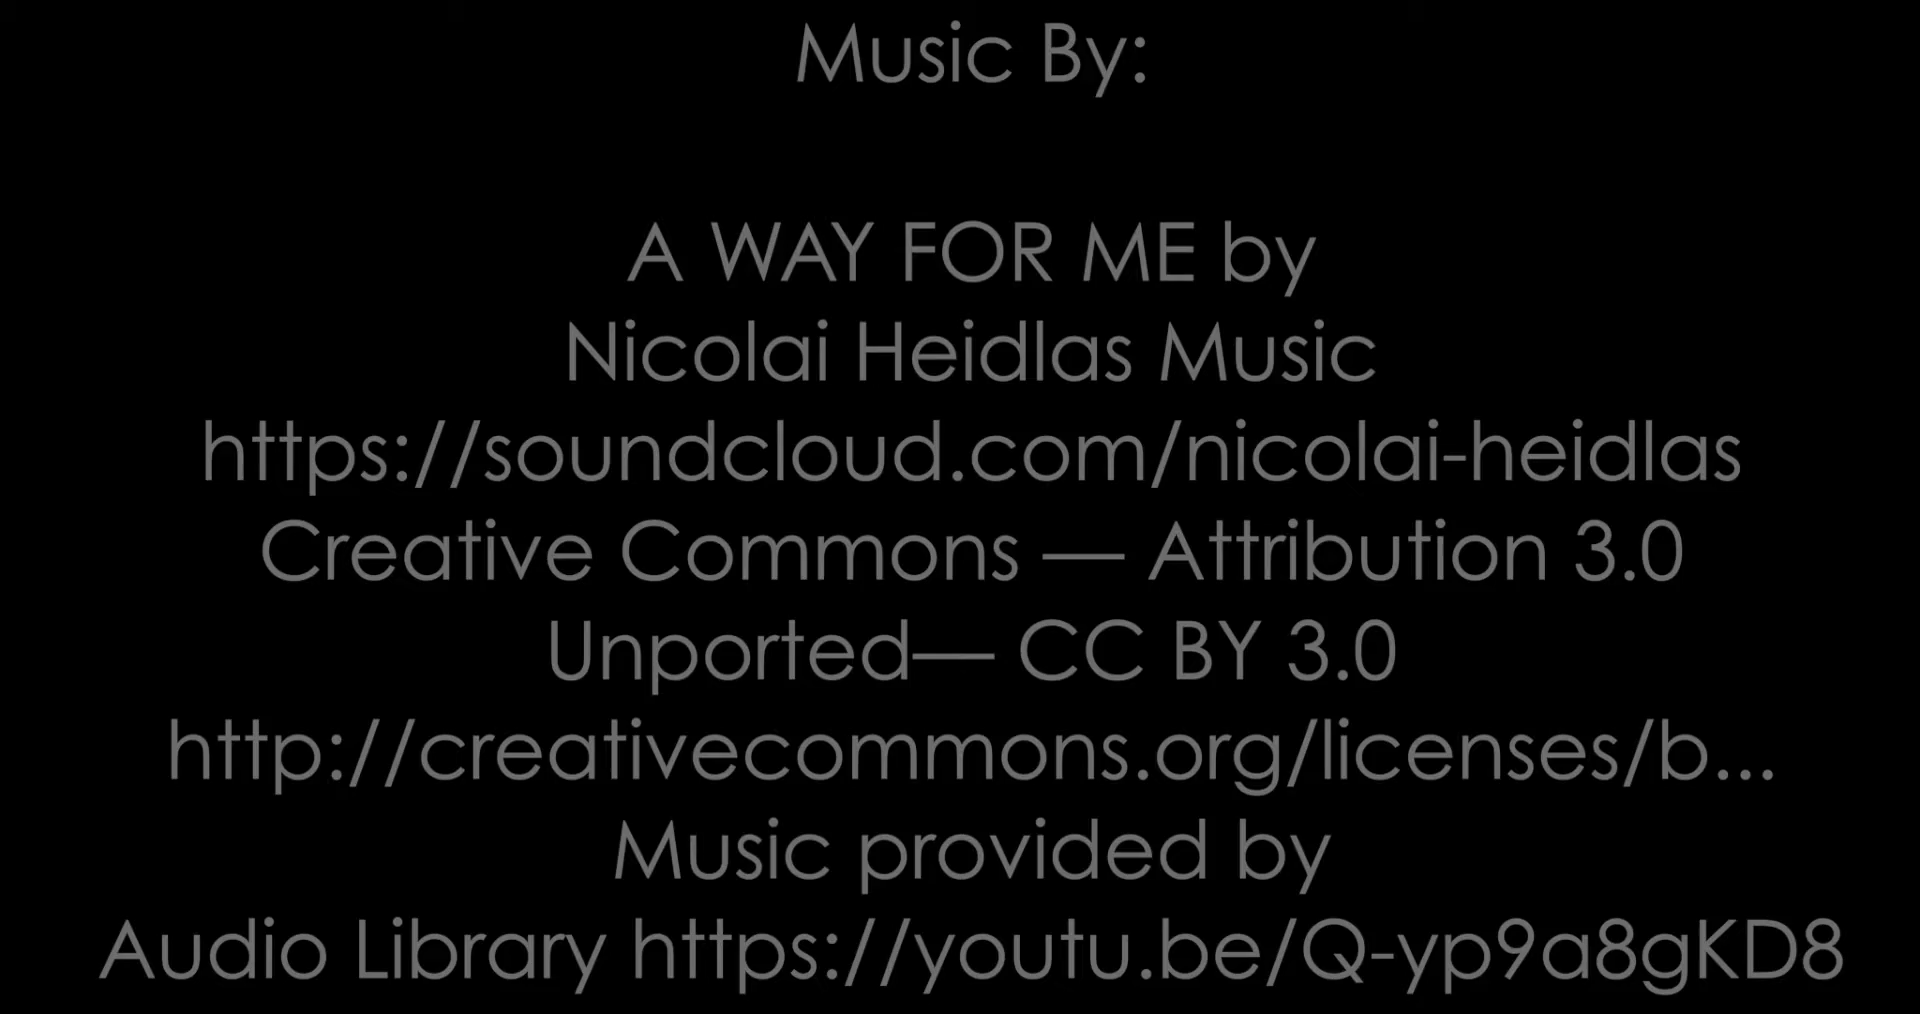 Music By:
A WAY FOR ME by
Nicolai Heidlas Music
https://soundcloud.com/nicolai-heidlas
Creative Commons — Attribution 3.0
Unported— CC BY 3.0
http://creativecommons.org/licenses/b...
Music provided by
Audio Library https://youtu.be/Q-yp9a8gKD8